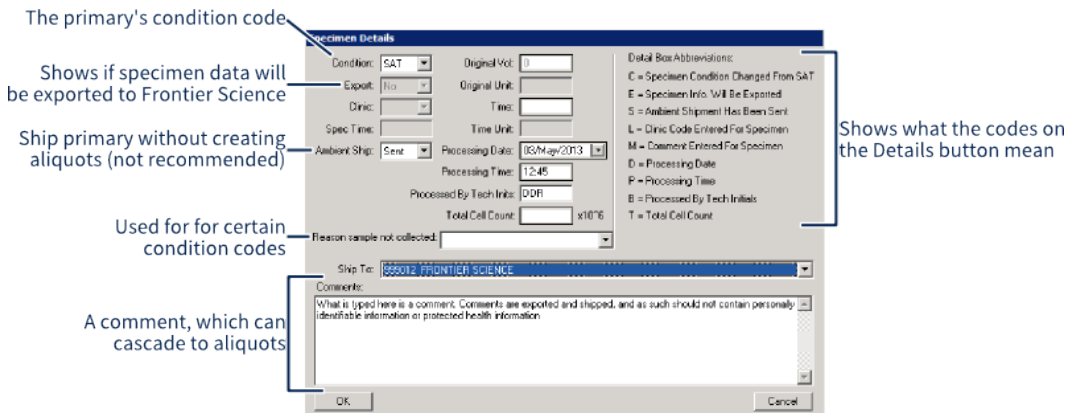 The primary's condition code
Shows if specimen data will
be exported to Frontier Science
Ship primary without creating
aliquots (not recommended)
Used for for certain
condition codes
A comment, which can
cascade to aliquots
Specimen Details
Condition: SAT Original Vol: 0
Export: No Original Unit:
Clinic: Time:
Spec Time: Time Unit:
Ambient Ship: Sent Processing Date: 03/May/2013
Processing Time: 12:45
Processed By Tech Inits: DDR
Total Cell Count: x10^6
Reason sample not collected:
Ship To: 999012 FRONTIER SCIENCE
Comments:
What is typed here is a comment. Comments are exported and shipped, and as such should not contain personally
identifiable information or protected health information
OK Cancel
Detail Box Abbreviations:
C = Specimen Condition Changed From SAT
E = Specimen Info. Will Be Exported
S = Ambient Shipment Has Been Sent
L = Clinic Code Entered For Specimen
M = Comment Entered For Specimen
D = Processing Date
P = Processing Time
B = Processed By Tech Initials
T = Total Cell Count
Shows what the codes on
the Details button mean